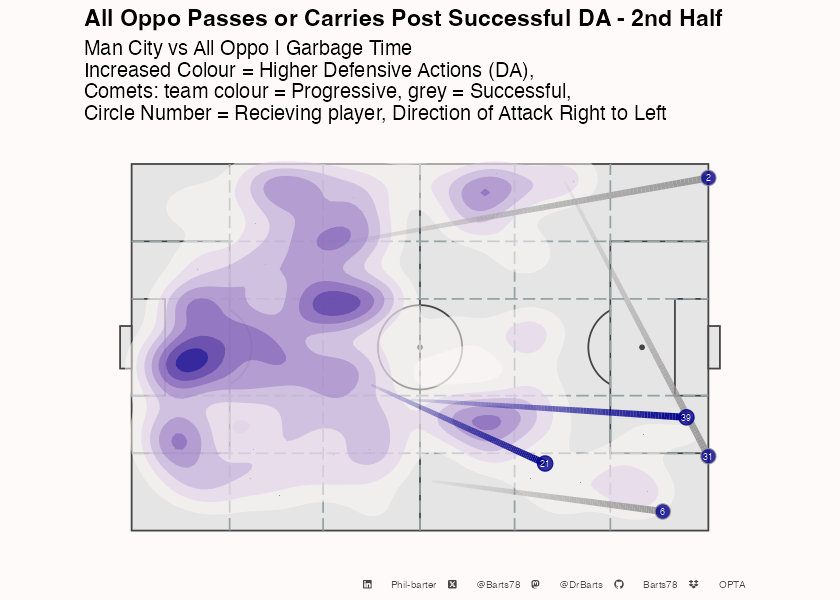 All Oppo Passes or Carries Post Successful DA - 2nd Half
Man City vs All Oppo | Garbage Time
Increased Colour = Higher Defensive Actions (DA),
Comets: team colour = Progressive, grey = Successful,
Circle Number = Recieving player, Direction of Attack Right to Left
2
39
31
21
6
Phil-barter @Barts78 @DrBarts Barts78 OPTA